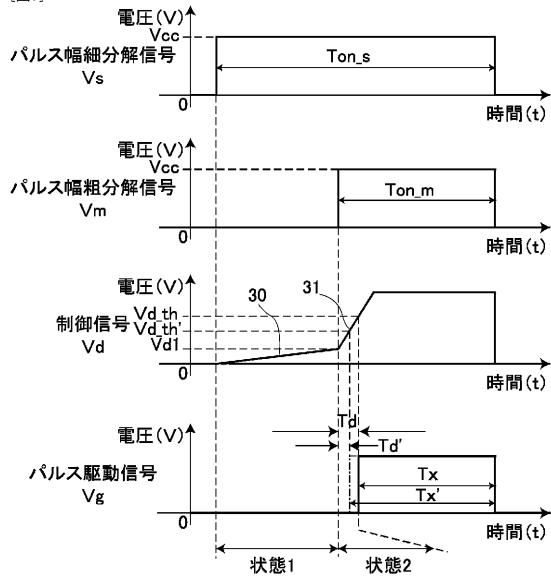 電圧(V)
Vcc
パルス幅細分解信号
Vs
Ton_s
0
時間(t)
電圧(V)
Vcc
パルス幅粗分解信号
Vm
Ton_m
0
時間(t)
電圧(V)
30
31
Vd_th
Vd_th'
Vd1
制御信号
Vd
0
時間(t)
Td
電圧(V)
Td'
パルス駆動信号
Vg
Tx
Tx'
0
時間(t)
状態1
状態2